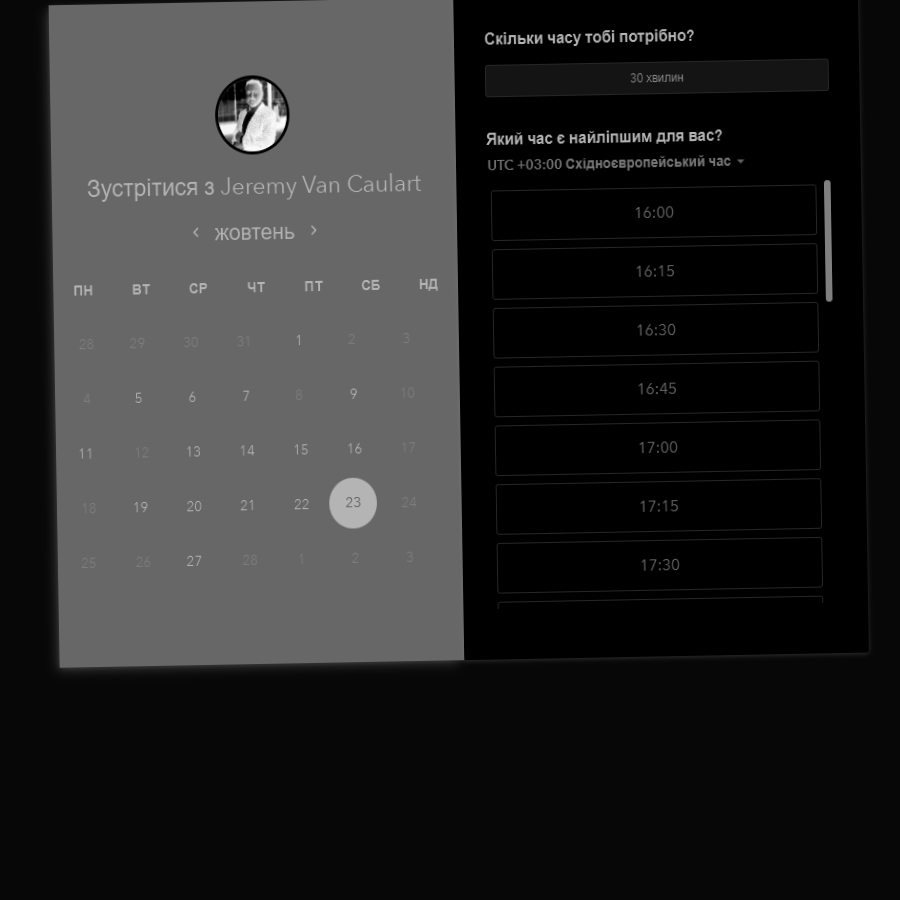 Зустрітися з Jeremy Van Caulart
‹ жовтень ›
ПН ВТ СР ЧТ ПТ СБ НД
28 29 30 31 1 2 3
4 5 6 7 8 9 10
11 12 13 14 15 16 17
18 19 20 21 22 23 24
25 26 27 28 1 2 3
Скільки часу тобі потрібно?
30 хвилин
Який час є найліпшим для вас?
UTC +03:00 Східноєвропейський час
16:00
16:15
16:30
16:45
17:00
17:15
17:30